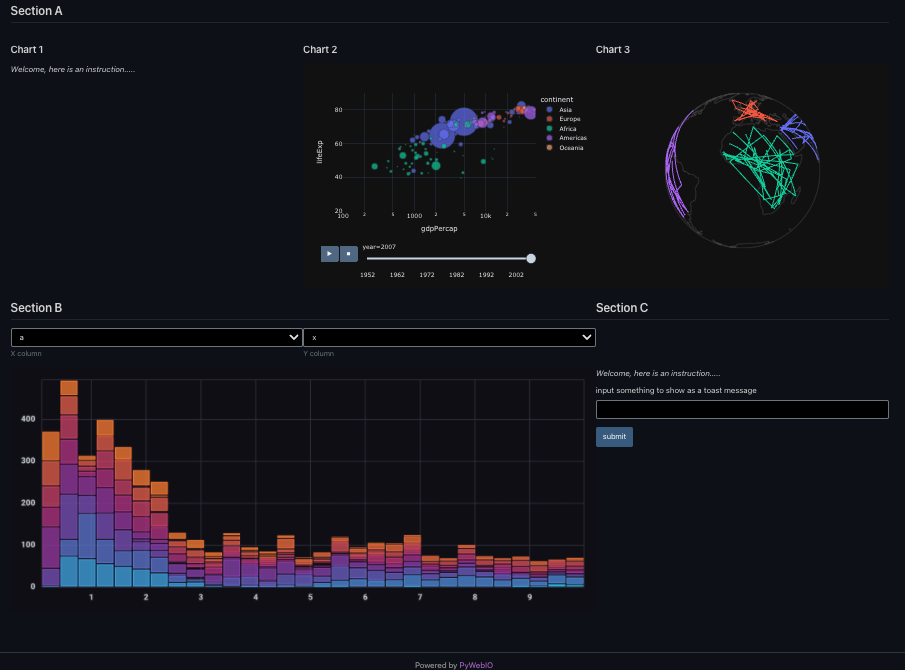 Section A
Chart 1
Chart 2
Chart 3
Welcome, here is an instruction.....
continent
Asia
Europe
Africa
Americas
Oceania
lifeExp
80
60
40
20
100 2 5 1000 2 5 10k 2 5
gdpPercap
year=2007
1952 1962 1972 1982 1992 2002
Section B
Section C
a
x
X column
Y column
Welcome, here is an instruction.....
input something to show as a toast message
submit
400
300
200
100
0
1 2 3 4 5 6 7 8 9
Powered by PyWebIO